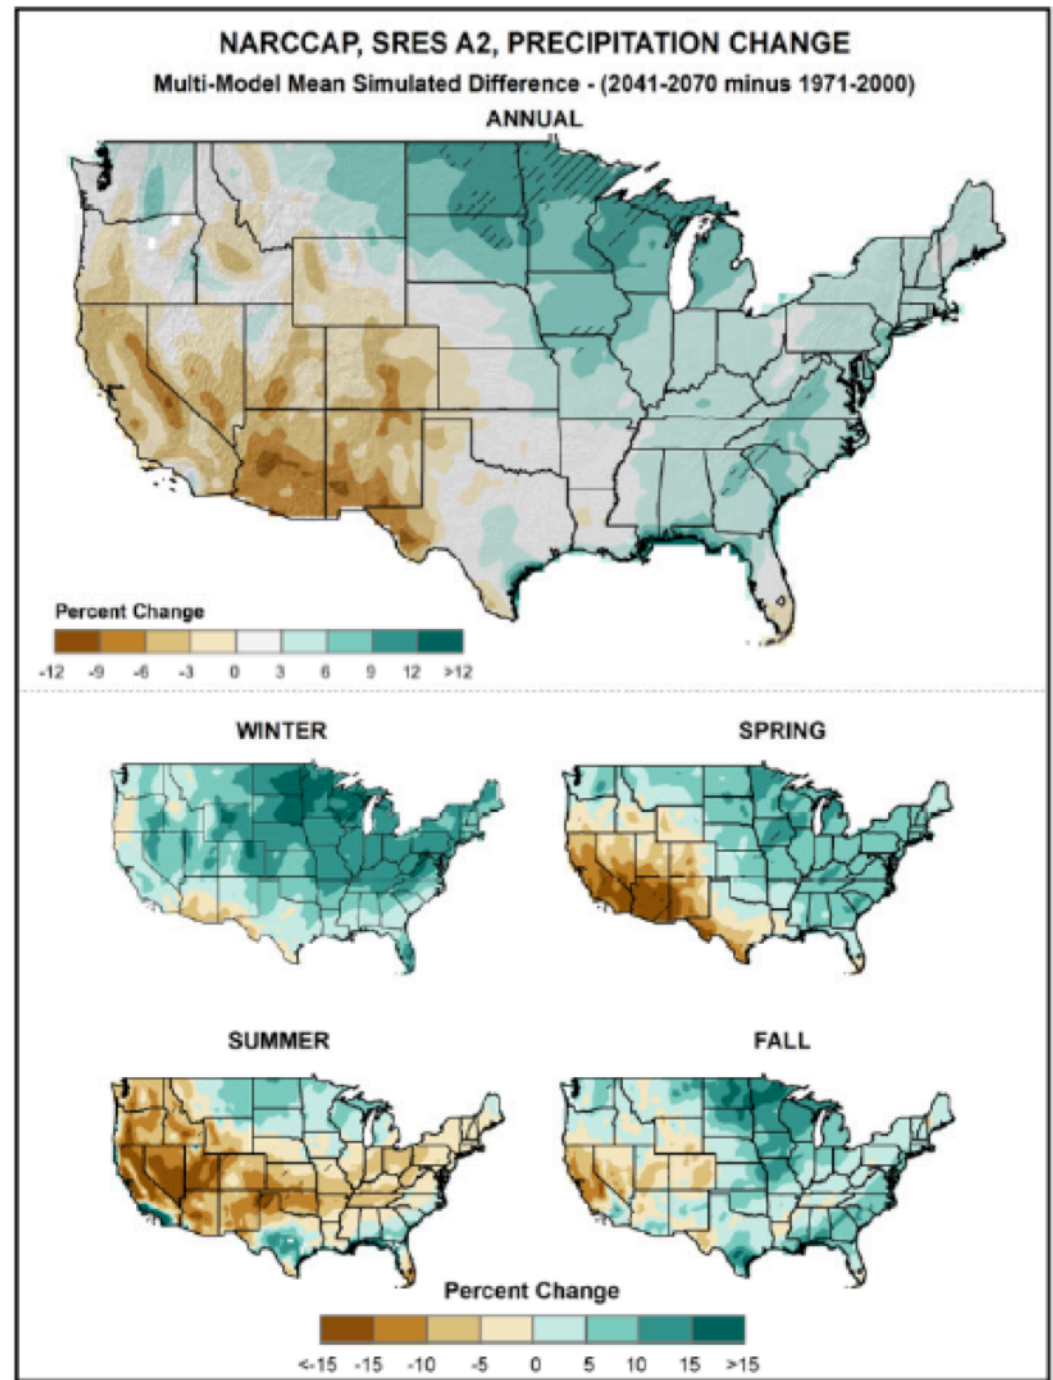 NARCCAP, SRES A2, PRECIPITATION CHANGE
Multi-Model Mean Simulated Difference - (2041-2070 minus 1971-2000)
ANNUAL
Percent Change
-12 -9 -6 -3 0 3 6 9 12 >12
WINTER SPRING
SUMMER FALL
Percent Change
<-15 -15 -10 -5 0 5 10 15 >15